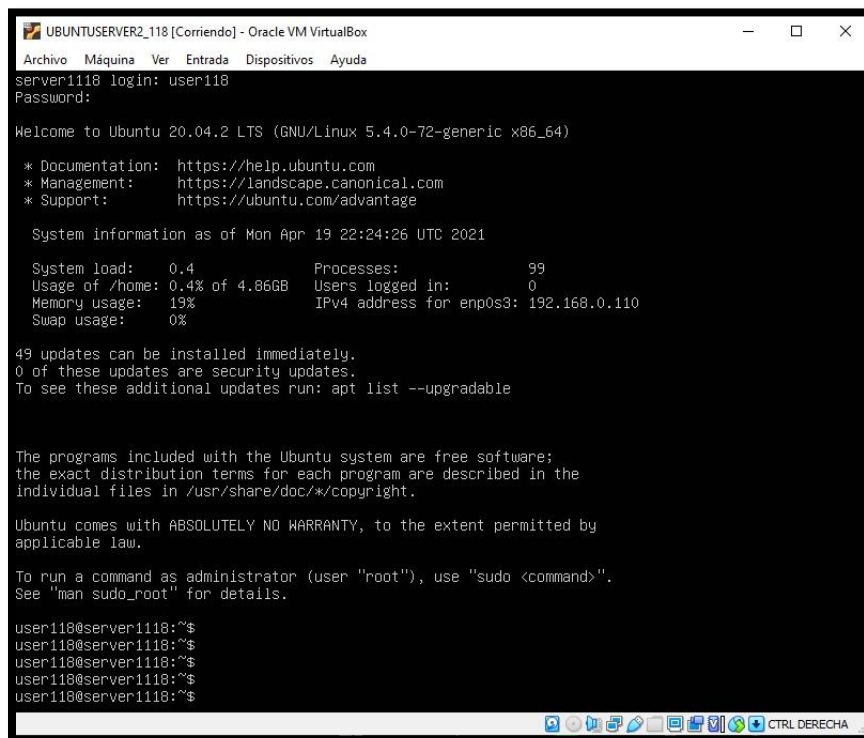 UBUNTUSERVER2_118 [Corriendo] - Oracle VM VirtualBox
Archivo Máquina Ver Entrada Dispositivos Ayuda
server1118 login: user118
Password:
Welcome to Ubuntu 20.04.2 LTS (GNU/Linux 5.4.0-72-generic x86_64)
* Documentation: https://help.ubuntu.com
* Management: https://landscape.canonical.com
* Support: https://ubuntu.com/advantage
System information as of Mon Apr 19 22:24:26 UTC 2021
System load: 0.4 Processes: 99
Usage of /home: 0.4% of 4.86GB Users logged in: 0
Memory usage: 19% IPv4 address for enp0s3: 192.168.0.110
Swap usage: 0%
49 updates can be installed immediately.
0 of these updates are security updates.
To see these additional updates run: apt list --upgradable
The programs included with the Ubuntu system are free software;
the exact distribution terms for each program are described in the
individual files in /usr/share/doc/*/copyright.
Ubuntu comes with ABSOLUTELY NO WARRANTY, to the extent permitted by
applicable law.
To run a command as administrator (user "root"), use "sudo <command>".
See "man sudo_root" for details.
user118@server1118:~$
user118@server1118:~$
user118@server1118:~$
user118@server1118:~$
user118@server1118:~$
CTRL DERECHA